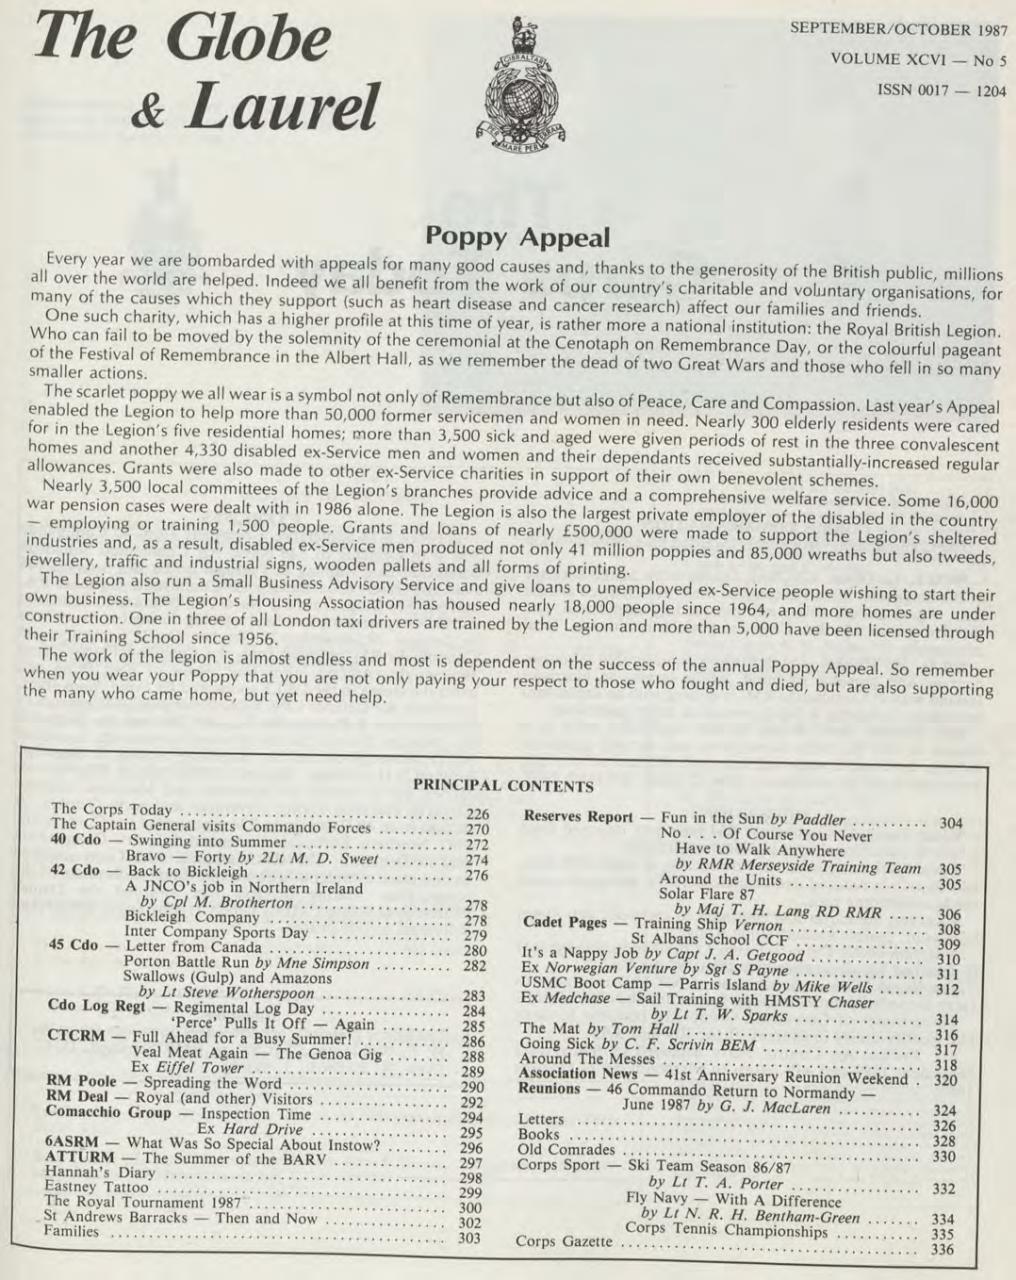 The Globe
& Laurel
GIBRALTAR
PER MARE PER TERRAM
SEPTEMBER/OCTOBER 1987
VOLUME XCVI — No 5
ISSN 0017 — 1204
Poppy Appeal
Every year we are bombarded with appeals for many good causes and, thanks to the generosity of the British public, millions
all over the world are helped. Indeed we all benefit from the work of our country's charitable and voluntary organisations, for
many of the causes which they support (such as heart disease and cancer research) affect our families and friends.
One such charity, which has a higher profile at this time of year, is rather more a national institution: the Royal British Legion.
Who can fail to be moved by the solemnity of the ceremonial at the Cenotaph on Remembrance Day, or the colourful pageant
of the Festival of Remembrance in the Albert Hall, as we remember the dead of two Great Wars and those who fell in so many
smaller actions.
The scarlet poppy we all wear is a symbol not only of Remembrance but also of Peace, Care and Compassion. Last year's Appeal
enabled the Legion to help more than 50,000 former servicemen and women in need. Nearly 300 elderly residents were cared
for in the Legion's five residential homes; more than 3,500 sick and aged were given periods of rest in the three convalescent
homes and another 4,330 disabled ex-Service men and women and their dependants received substantially-increased regular
allowances. Grants were also made to other ex-Service charities in support of their own benevolent schemes.
Nearly 3,500 local committees of the Legion's branches provide advice and a comprehensive welfare service. Some 16,000
war pension cases were dealt with in 1986 alone. The Legion is also the largest private employer of the disabled in the country
— employing or training 1,500 people. Grants and loans of nearly £500,000 were made to support the Legion's sheltered
industries and, as a result, disabled ex-Service men produced not only 41 million poppies and 85,000 wreaths but also tweeds,
jewellery, traffic and industrial signs, wooden pallets and all forms of printing.
The Legion also run a Small Business Advisory Service and give loans to unemployed ex-Service people wishing to start their
own business. The Legion's Housing Association has housed nearly 18,000 people since 1964, and more homes are under
construction. One in three of all London taxi drivers are trained by the Legion and more than 5,000 have been licensed through
their Training School since 1956.
The work of the legion is almost endless and most is dependent on the success of the annual Poppy Appeal. So remember
when you wear your Poppy that you are not only paying your respect to those who fought and died, but are also supporting
the many who came home, but yet need help.
PRINCIPAL CONTENTS
The Corps Today ........ 226
The Captain General visits Commando Forces ........ 270
40 Cdo — Swinging into Summer ........ 272
Bravo — Forty by 2Lt M. D. Sweet ........ 274
42 Cdo — Back to Bickleigh ........ 276
A JNCO's job in Northern Ireland
by Cpl M. Brotherton ........ 278
Bickleigh Company ........ 278
Inter Company Sports Day ........ 279
45 Cdo — Letter from Canada ........ 280
Porton Battle Run by Mne Simpson ........ 282
Swallows (Gulp) and Amazons
by Lt Steve Wotherspoon ........ 283
Cdo Log Regt — Regimental Log Day ........ 284
'Perce' Pulls It Off — Again ........ 285
CTCRM — Full Ahead for a Busy Summer! ........ 286
Veal Meat Again — The Genoa Gig ........ 288
Ex Eiffel Tower ........ 289
RM Poole — Spreading the Word ........ 290
RM Deal — Royal (and other) Visitors ........ 292
Comacchio Group — Inspection Time ........ 294
Ex Hard Drive ........ 295
6ASRM — What Was So Special About Instow? ........ 296
ATTURM — The Summer of the BARV ........ 297
Hannah's Diary ........ 298
Eastney Tattoo ........ 299
The Royal Tournament 1987 ........ 300
St Andrews Barracks — Then and Now ........ 302
Families ........ 303
Reserves Report — Fun in the Sun by Paddler ........ 304
No . . . Of Course You Never
Have to Walk Anywhere
by RMR Merseyside Training Team 305
Around the Units ........ 305
Solar Flare 87
by Maj T. H. Lang RD RMR ..... 306
Cadet Pages — Training Ship Vernon ........ 308
St Albans School CCF ........ 309
It's a Nappy Job by Capt J. A. Getgood ........ 310
Ex Norwegian Venture by Sgt S Payne ........ 311
USMC Boot Camp — Parris Island by Mike Wells ...... 312
Ex Medchase — Sail Training with HMSTY Chaser
by Lt T. W. Sparks ........ 314
The Mat by Tom Hall ........ 316
Going Sick by C. F. Scrivin BEM ........ 317
Around The Messes ........ 318
Association News — 41st Anniversary Reunion Weekend . 320
Reunions — 46 Commando Return to Normandy —
June 1987 by G. J. MacLaren ........ 324
Letters ........ 326
Books ........ 328
Old Comrades ........ 330
Corps Sport — Ski Team Season 86/87
by Lt T. A. Porter ........ 332
Fly Navy — With A Difference
by Lt N. R. H. Bentham-Green ....... 334
Corps Tennis Championships ........ 335
Corps Gazette ........ 336